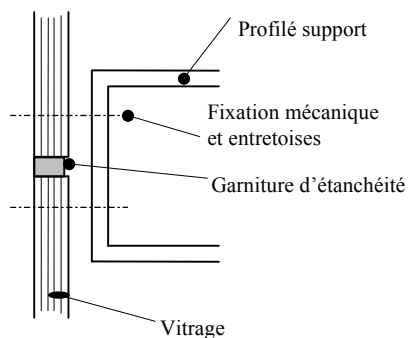 Profilé support
Fixation mécanique
et entretoises
Garniture d'étanchéité
Vitrage